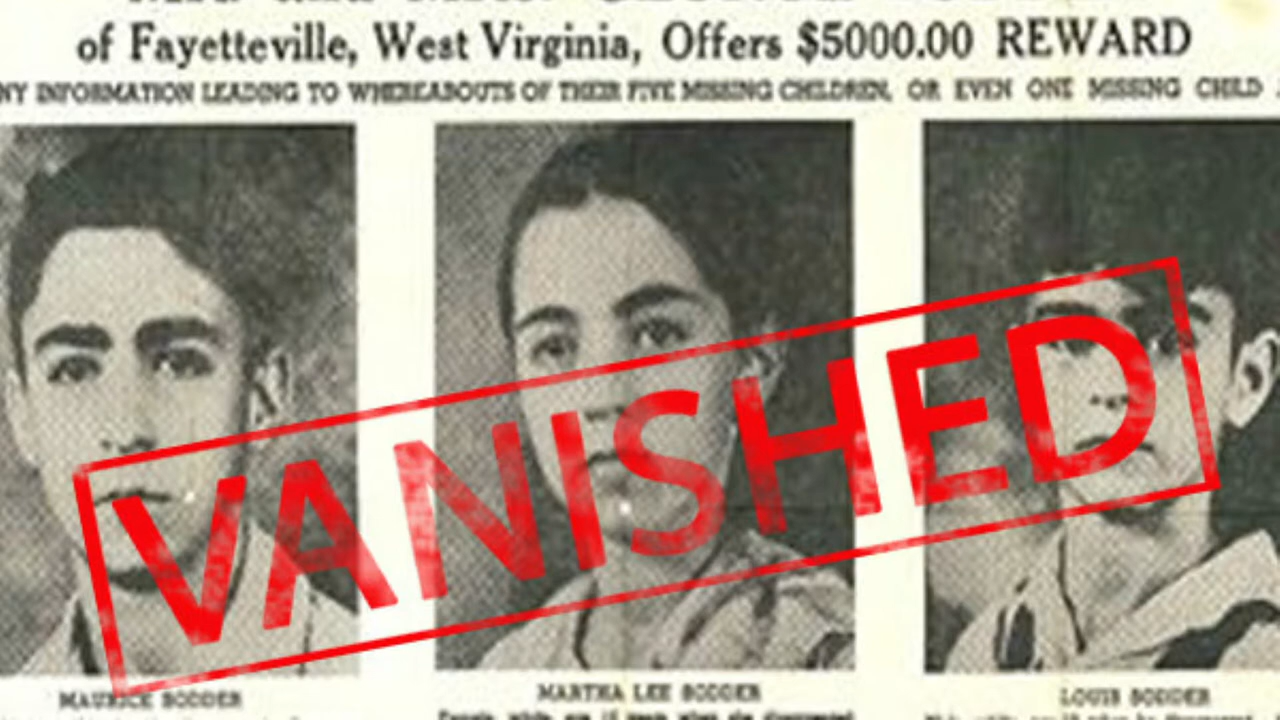 of Fayetteville, West Virginia, Offers $5000.00 REWARD
NY INFORMATION LEADING TO WHEREABOUTS OF THEIR FIVE MISSING CHILDREN, OR EVEN ONE MISSING CHILD
VANISHED
MAURICE SODDER
MARTHA LEE SODDER
LOUIS SODDER